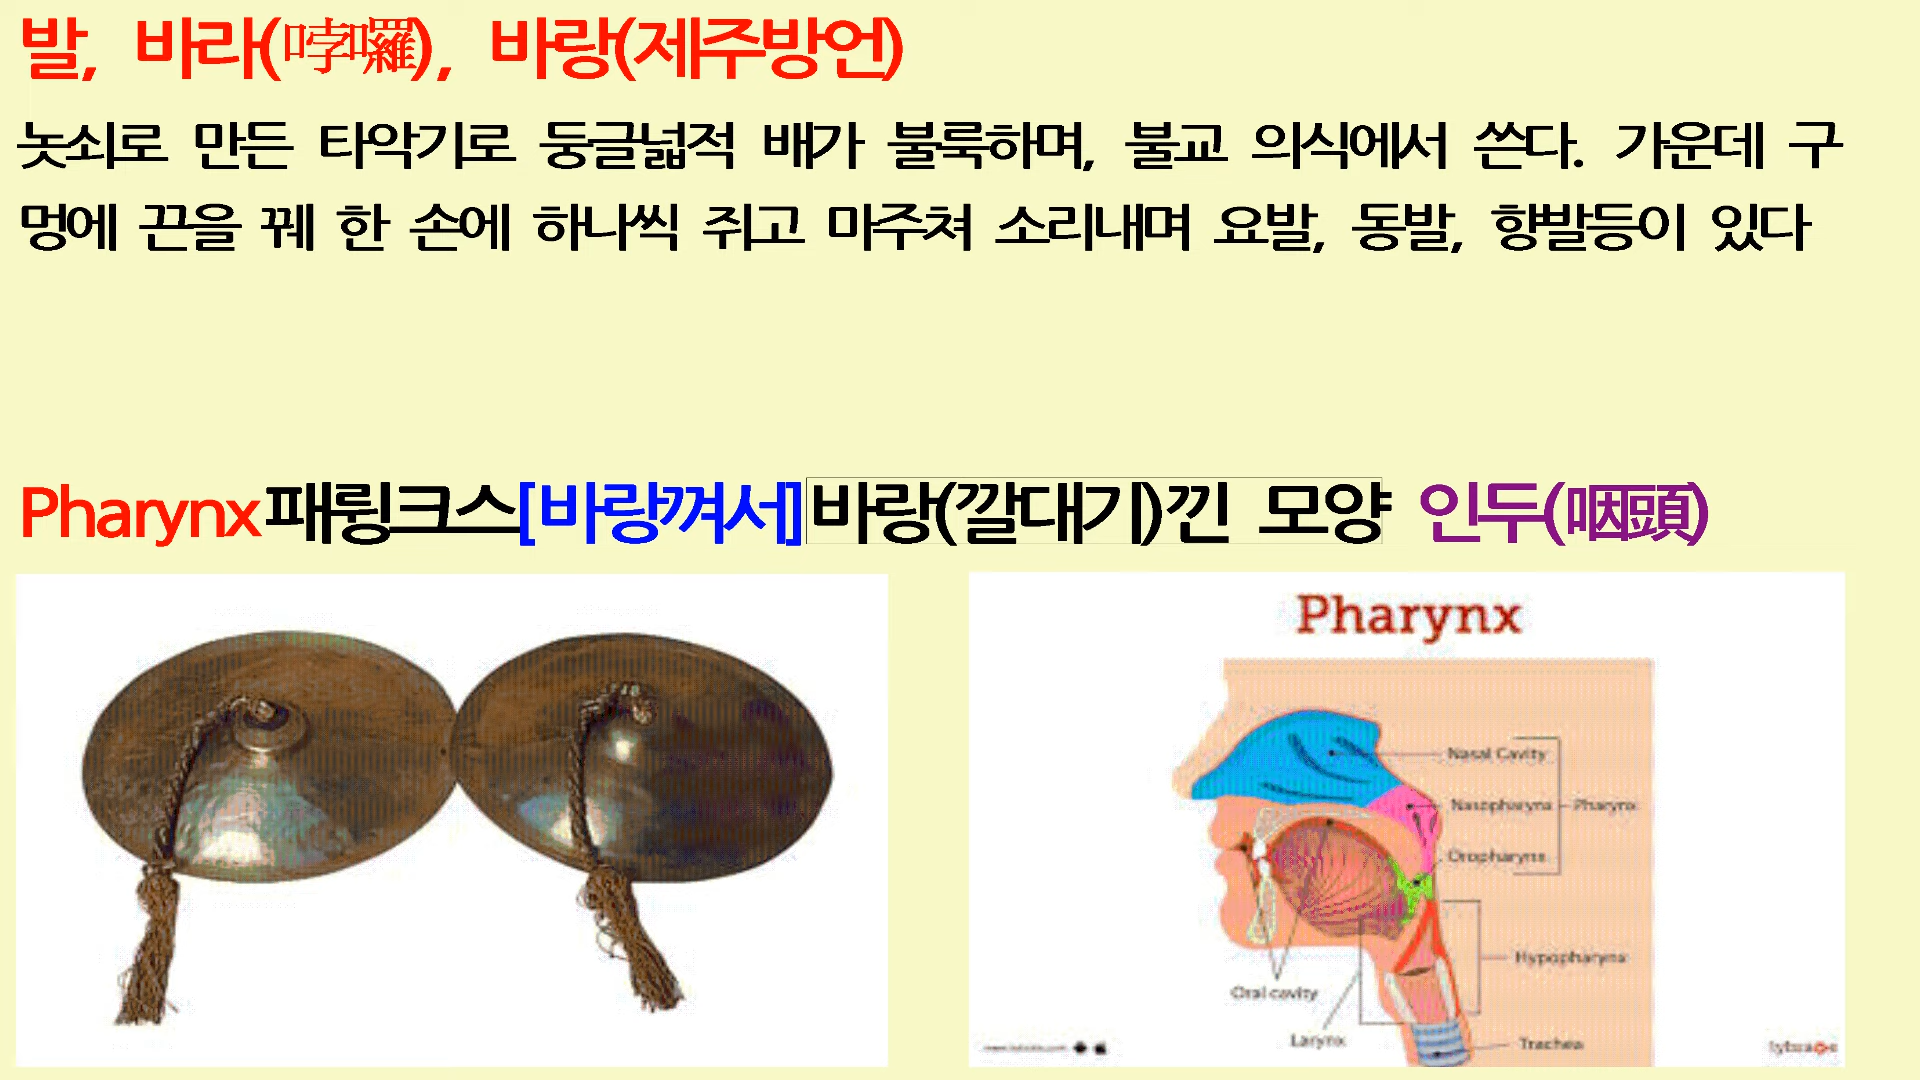 발, 바라(哱囉), 바랑(제주방언)
놋쇠로 만든 타악기로 둥글넓적 배가 불룩하며, 불교 의식에서 쓴다. 가운데 구
멍에 끈을 꿰 한 손에 하나씩 쥐고 마주쳐 소리내며 요발, 동발, 향발등이 있다
Pharynx패륑크스[바랑껴서]바랑(깔대기)낀 모양 인두(咽頭)
Pharynx
Nasal Cavity
Nasopharynx
Pharynx
Oropharynx
Hypopharynx
Oral cavity
Larynx
Trachea